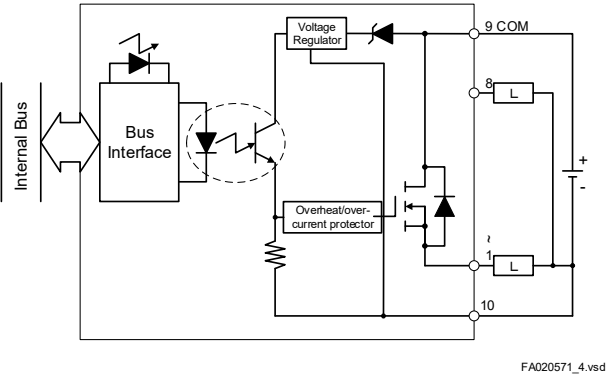 Voltage
Regulator
9 COM
8
L
Internal Bus
Bus
Interface
+
-
Overheat/over-
current protector
~
1
L
10
FA020571_4.vsd